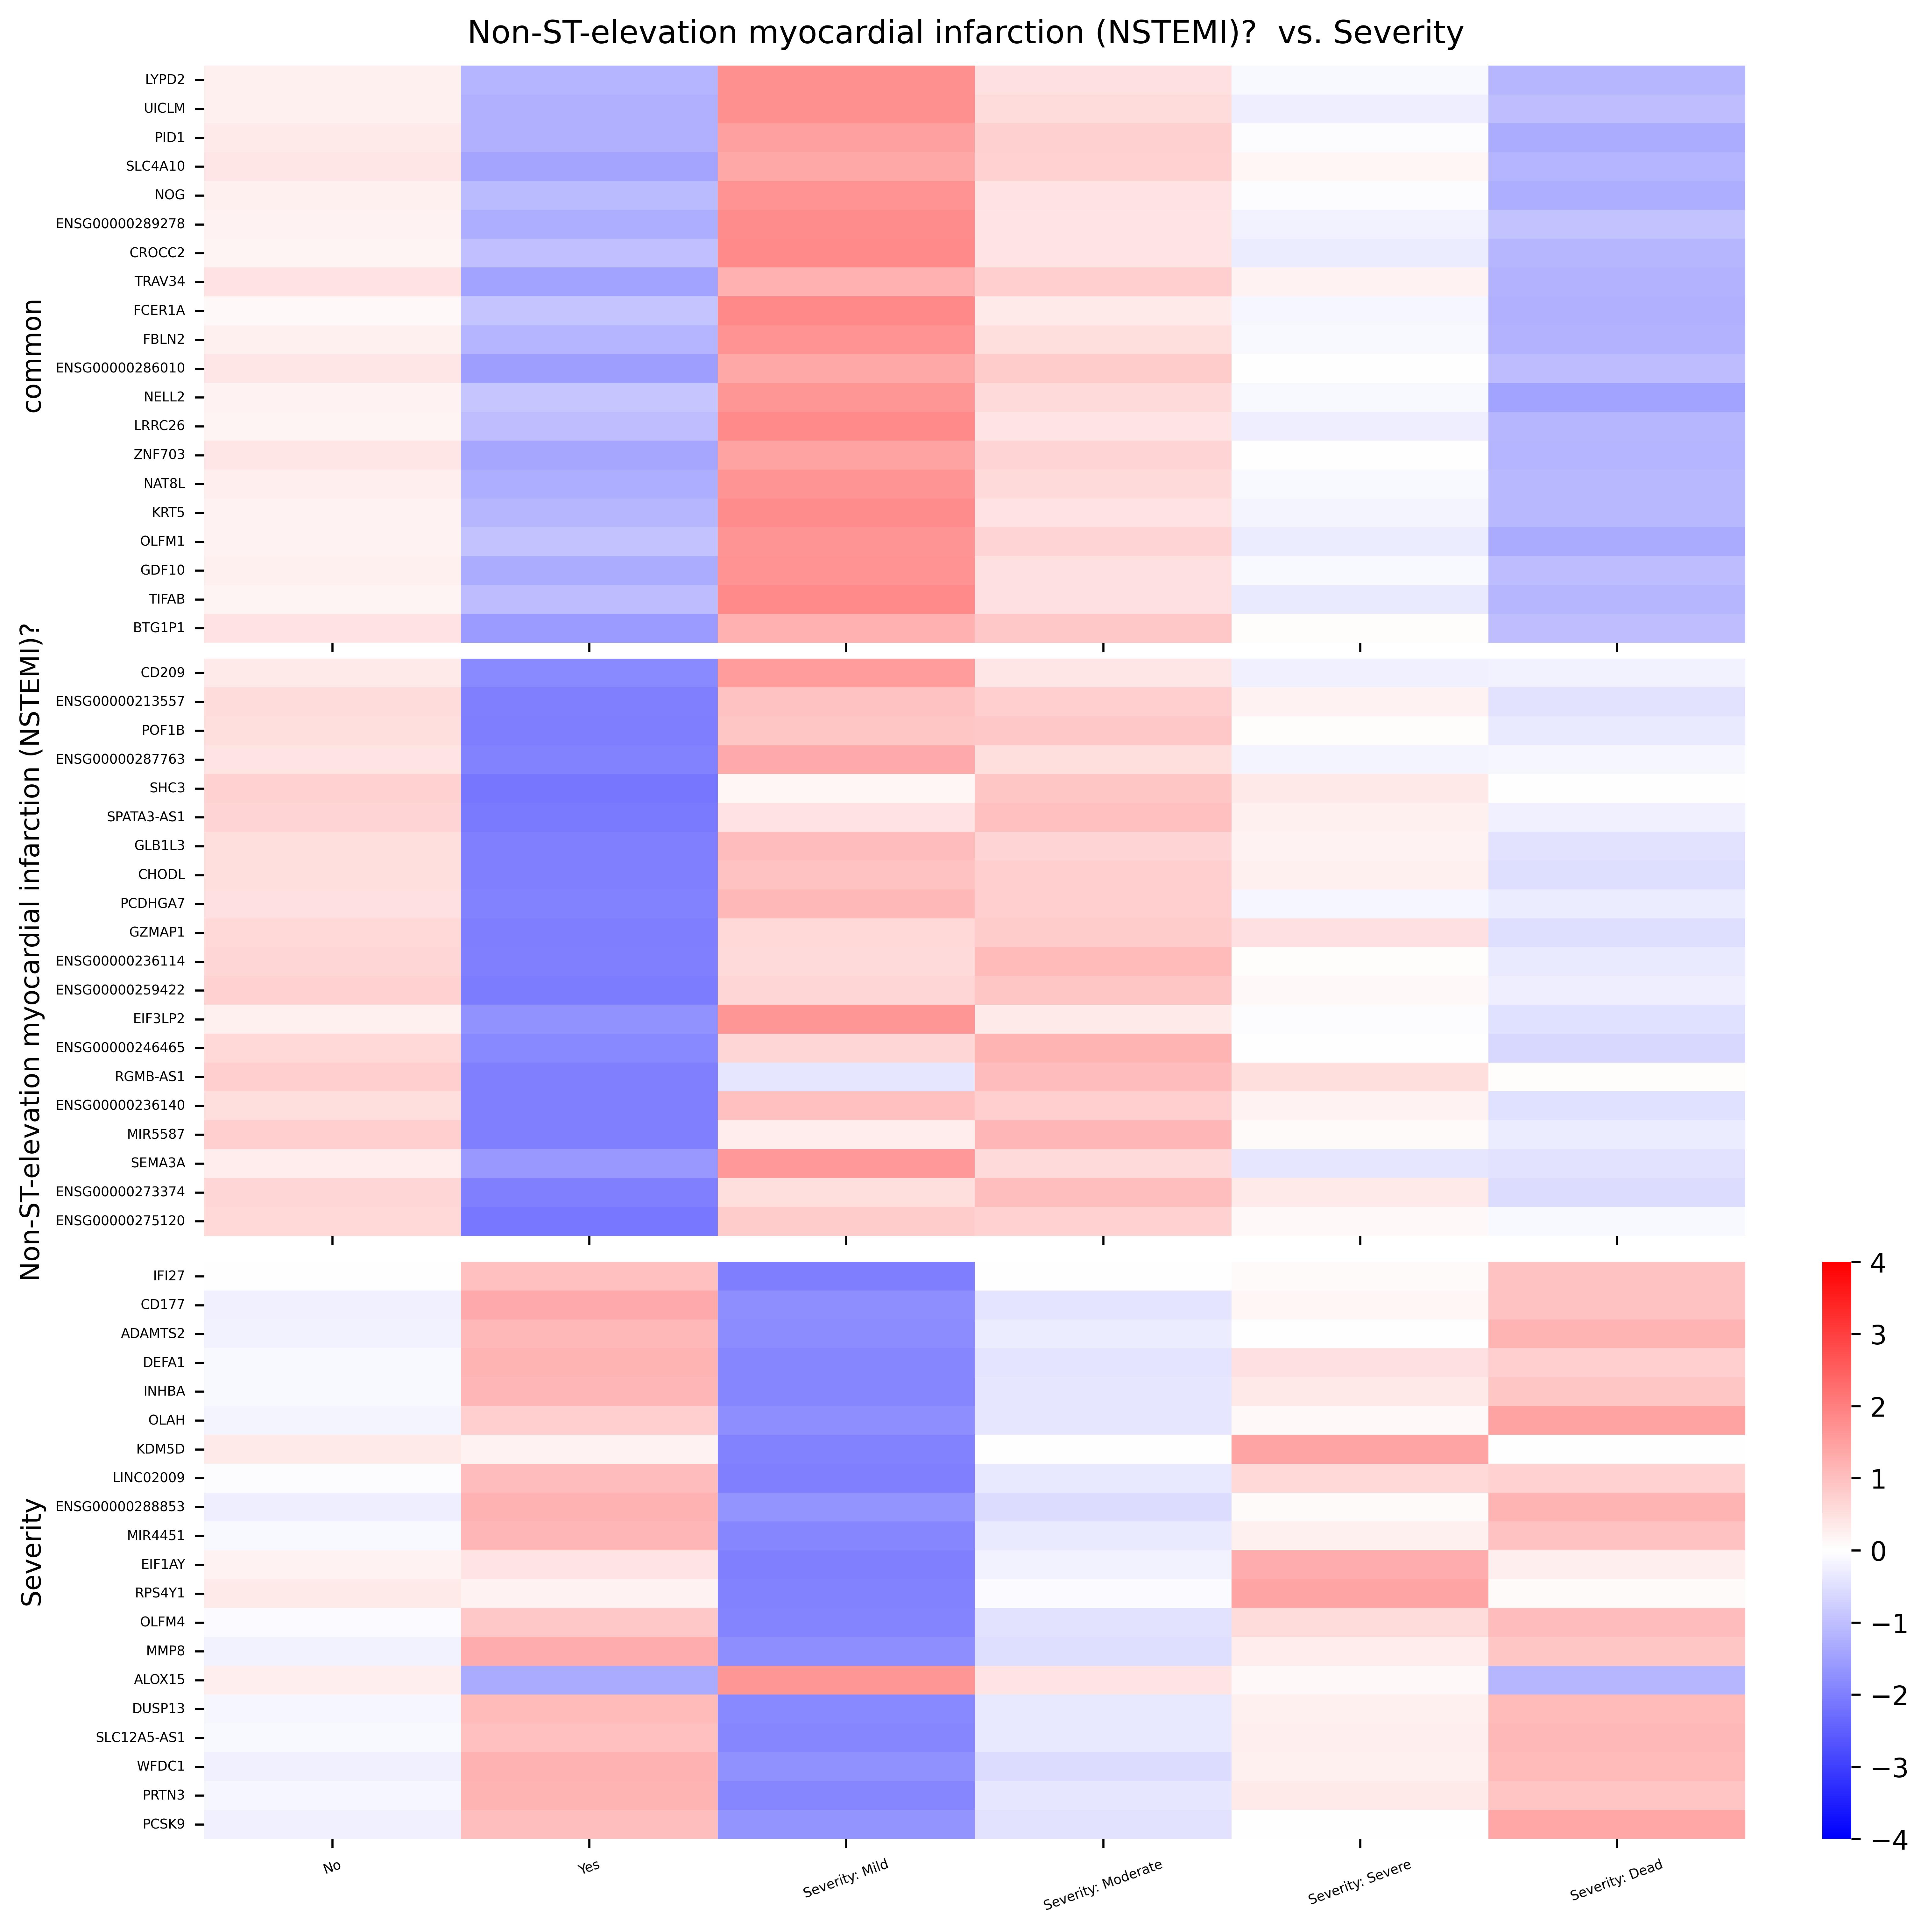 Non-ST-elevation myocardial infarction (NSTEMI)?  vs. Severity
common
LYPD2
UICLM
PID1
SLC4A10
NOG
ENSG00000289278
CROCC2
TRAV34
FCER1A
FBLN2
ENSG00000286010
NELL2
LRRC26
ZNF703
NAT8L
KRT5
OLFM1
GDF10
TIFAB
BTG1P1
Non-ST-elevation myocardial infarction (NSTEMI)?
CD209
ENSG00000213557
POF1B
ENSG00000287763
SHC3
SPATA3-AS1
GLB1L3
CHODL
PCDHGA7
GZMAP1
ENSG00000236114
ENSG00000259422
EIF3LP2
ENSG00000246465
RGMB-AS1
ENSG00000236140
MIR5587
SEMA3A
ENSG00000273374
ENSG00000275120
Severity
IFI27
CD177
ADAMTS2
DEFA1
INHBA
OLAH
KDM5D
LINC02009
ENSG00000288853
MIR4451
EIF1AY
RPS4Y1
OLFM4
MMP8
ALOX15
DUSP13
SLC12A5-AS1
WFDC1
PRTN3
PCSK9
No
Yes
Severity: Mild
Severity: Moderate
Severity: Severe
Severity: Dead
4
3
2
1
0
−1
−2
−3
−4